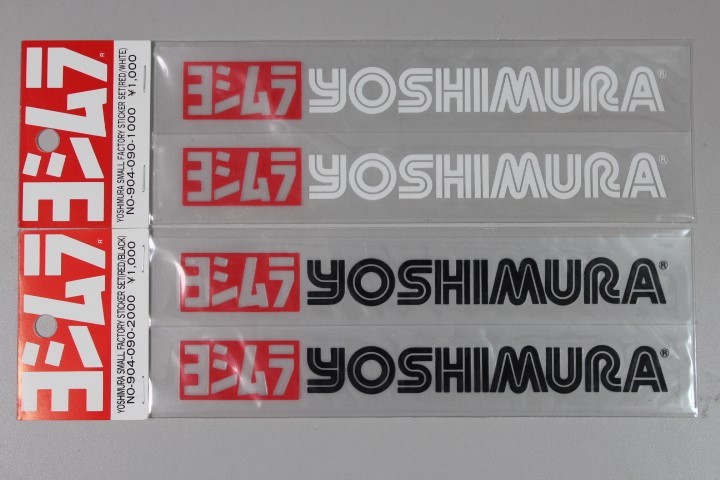 ヨシムラ®
YOSHIMURA SMALL FACTORY STICKER SET(RED/WHITE)
NO-904-090-1000 ¥1,000
ヨシムラ YOSHIMURA®
ヨシムラ YOSHIMURA®
ヨシムラ®
YOSHIMURA SMALL FACTORY STICKER SET(RED/BLACK)
NO-904-090-2000 ¥1,000
ヨシムラ YOSHIMURA®
ヨシムラ YOSHIMURA®